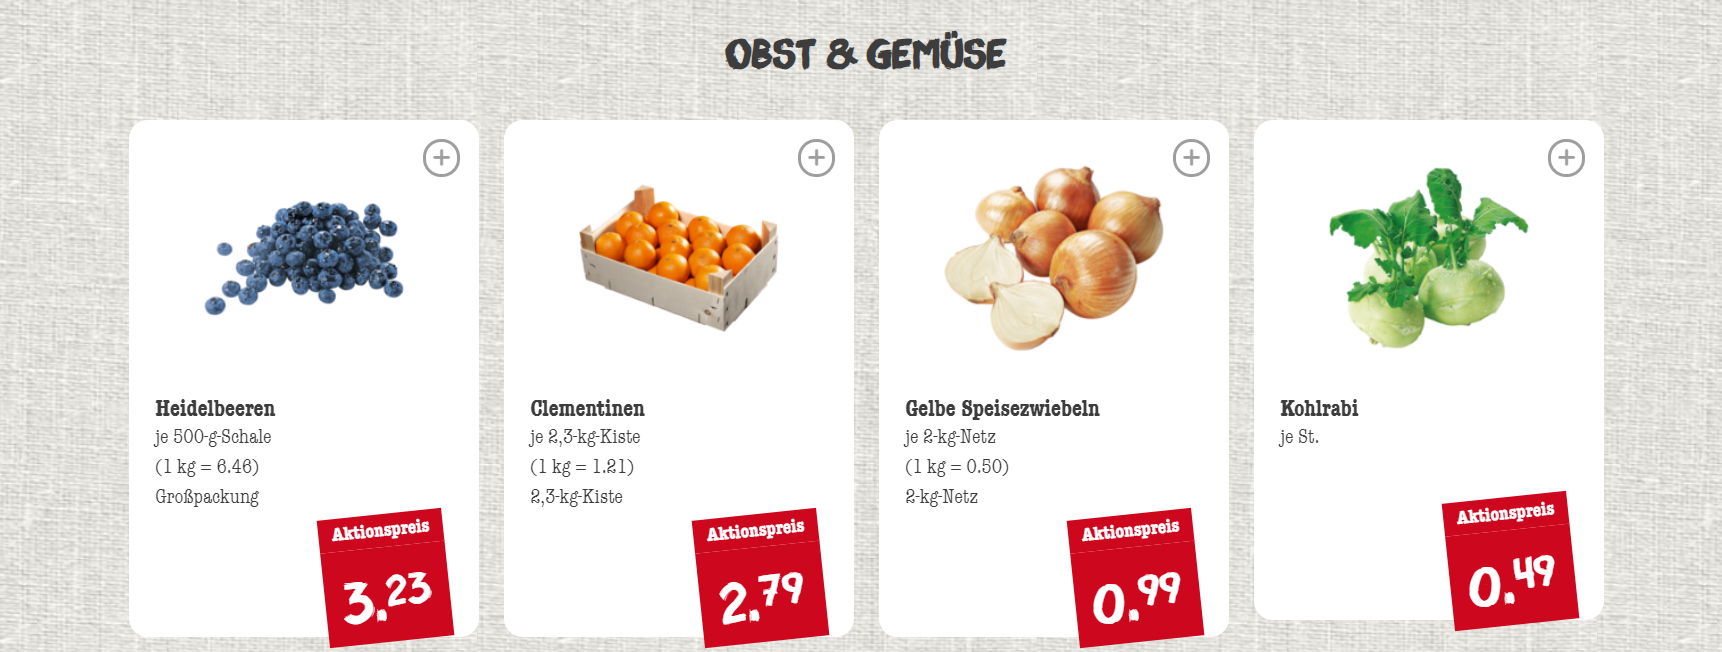 OBST & GEMÜSE
Heidelbeeren
je 500-g-Schale
(1 kg = 6.46)
Großpackung
Aktionspreis
3.23
Clementinen
je 2,3-kg-Kiste
(1 kg = 1.21)
2,3-kg-Kiste
Aktionspreis
2.79
Gelbe Speisezwiebeln
je 2-kg-Netz
(1 kg = 0.50)
2-kg-Netz
Aktionspreis
0.99
Kohlrabi
je St.
Aktionspreis
0.49